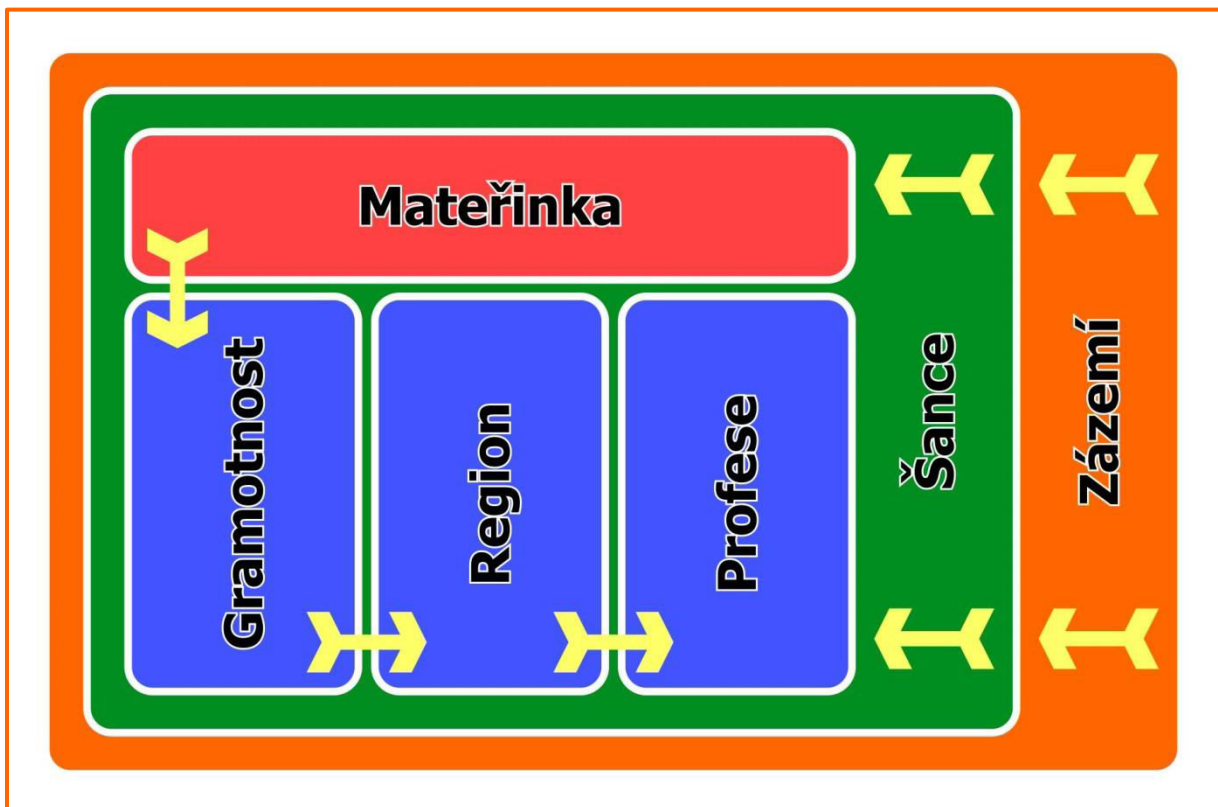 Mateřinka
Gramotnost
Region
Profese
Šance
Zázemí